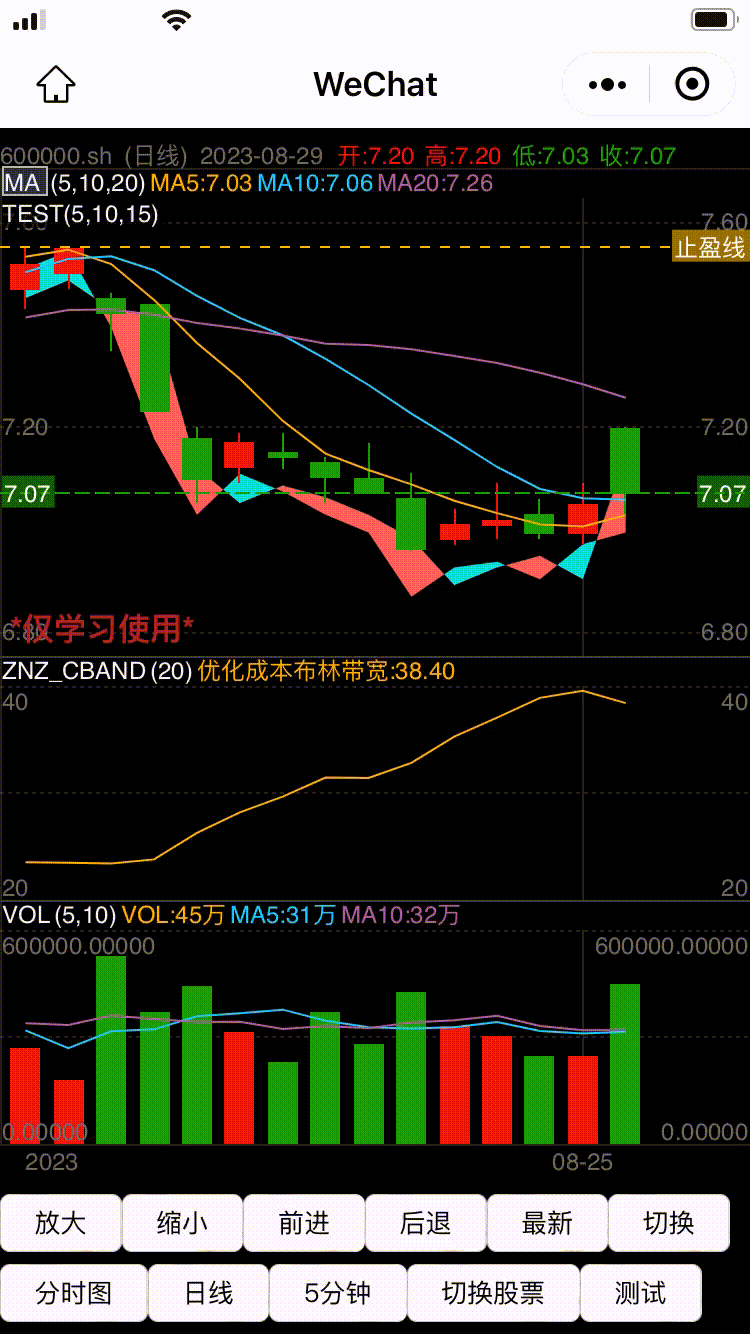 WeChat
600000.sh (日线) 2023-08-29 开:7.20 高:7.20 低:7.03 收:7.07
MA (5,10,20) MA5:7.03 MA10:7.06 MA20:7.26
TEST(5,10,15)
7.60 7.60
止盈线
7.20 7.20
7.07 7.07
*仅学习使用*
6.80 6.80
ZNZ_CBAND (20) 优化成本布林带宽:38.40
40 40
20 20
VOL (5,10) VOL:45万 MA5:31万 MA10:32万
600000.00000 600000.00000
0.00000 0.00000
2023 08-25
放大 缩小 前进 后退 最新 切换
分时图 日线 5分钟 切换股票 测试